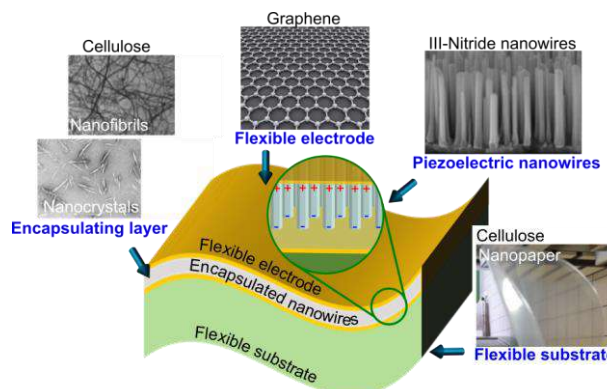 Graphene
Cellulose
III-Nitride nanowires
Nanofibrils
Flexible electrode
Piezoelectric nanowires
Nanocrystals
Encapsulating layer
Cellulose
Nanopaper
Flexible electrode
Encapsulated nanowires
Flexible substrate
Flexible substrate
+ + + + + + +
- - - - - - -